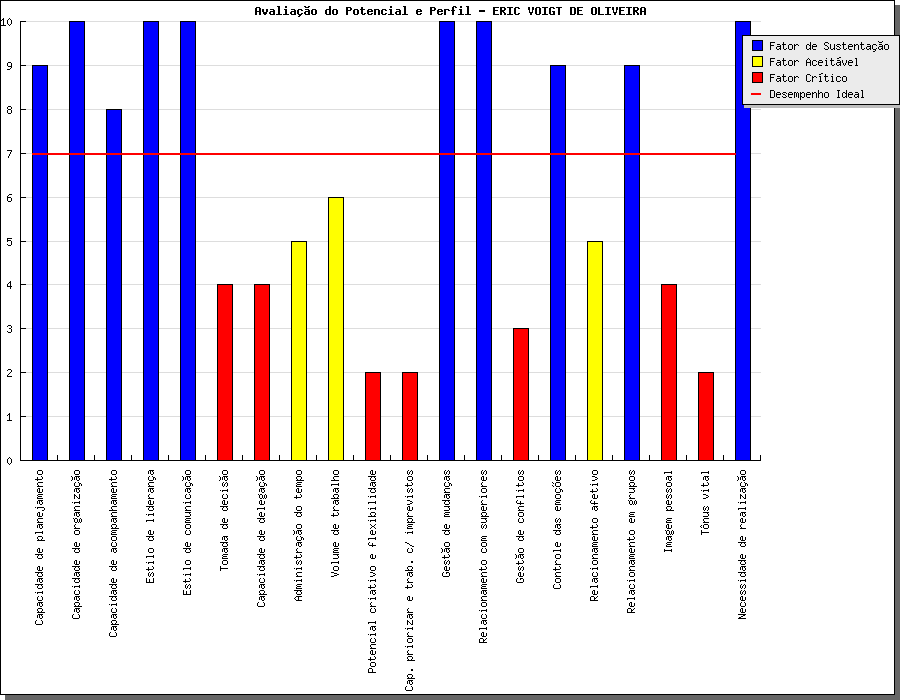 Avaliação do Potencial e Perfil - ERIC VOIGT DE OLIVEIRA
Fator de Sustentação
Fator Aceitável
Fator Crítico
Desempenho Ideal
10
9
8
7
6
5
4
3
2
1
0
Capacidade de planejamento
Capacidade de organização
Capacidade de acompanhamento
Estilo de liderança
Estilo de comunicação
Tomada de decisão
Capacidade de delegação
Administração do tempo
Volume de trabalho
Potencial criativo e flexibilidade
Cap. priorizar e trab. c/ imprevistos
Gestão de mudanças
Relacionamento com superiores
Gestão de conflitos
Controle das emoções
Relacionamento afetivo
Relacionamento em grupos
Imagem pessoal
Tônus vital
Necessidade de realização